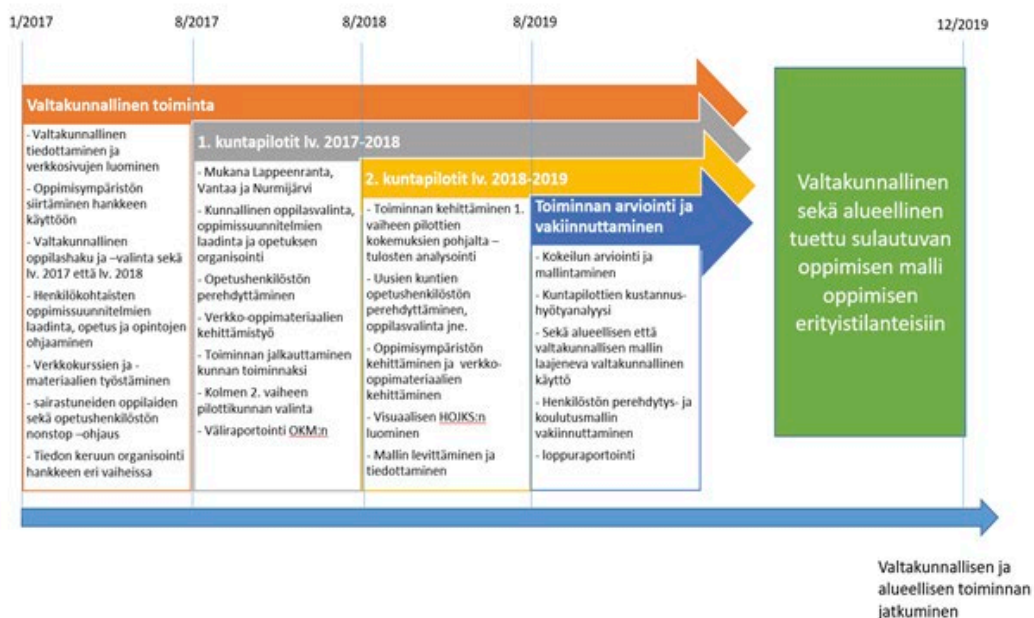 1/2017
8/2017
8/2018
8/2019
12/2019
Valtakunnallinen toiminta
- Valtakunnallinen
tiedottaminen ja
verkkosivujen luominen
- Oppimisympäristön
siirtäminen hankkeen
käyttöön
- Valtakunnallinen
oppilashaku ja –valinta sekä
lv. 2017 että lv. 2018
- Henkilökohtaisten
oppimissuunnitelmien
laadinta, opetus ja opintojen
ohjaaminen
- Verkkokurssien ja -
materiaalien työstäminen
- sairastuneiden oppilaiden
sekä opetushenkilöstön
nonstop –ohjaus
- Tiedon keruun organisointi
hankkeen eri vaiheissa
1. kuntapilotit lv. 2017-2018
- Mukana Lappeenranta,
Vantaa ja Nurmijärvi
- Kunnallinen oppilasvalinta,
oppimissuunnitelmien
laadinta ja opetuksen
organisointi
- Opetushenkilöstön
perehdyttäminen
- Verkko-oppimateriaalien
kehittämistyö
- Toiminnan jalkauttaminen
kunnan toiminnaksi
- Kolmen 2. vaiheen
pilottikunnan valinta
- Väliraportointi OKM:n
2. kuntapilotit lv. 2018-2019
- Toiminnan kehittäminen 1.
vaiheen pilottien
kokemuksien pohjalta –
tulosten analysointi
- Uusien kuntien
opetushenkilöstön
perehdyttäminen,
oppilasvalinta jne.
- Oppimisympäristön
kehittäminen ja verkko-
oppimateriaalien
kehittäminen
- Visuaalisen HOJKS:n
luominen
- Mallin levittäminen ja
tiedottaminen
Toiminnan arviointi ja
vakiinnuttaminen
- Kokeilun arviointi ja
mallintaminen
- Kuntapilottien kustannus-
hyötyanalyysi
- Sekä alueellisen että
valtakunnallisen mallin
laajeneva valtakunnallinen
käyttö
- Henkilöstön perehdytys- ja
koulutusmallin
vakiinnuttaminen
- loppuraportointi
Valtakunnallinen
sekä alueellinen
tuettu sulautuvan
oppimisen malli
oppimisen
erityistilanteisiin
Valtakunnallisen ja
alueellisen toiminnan
jatkuminen